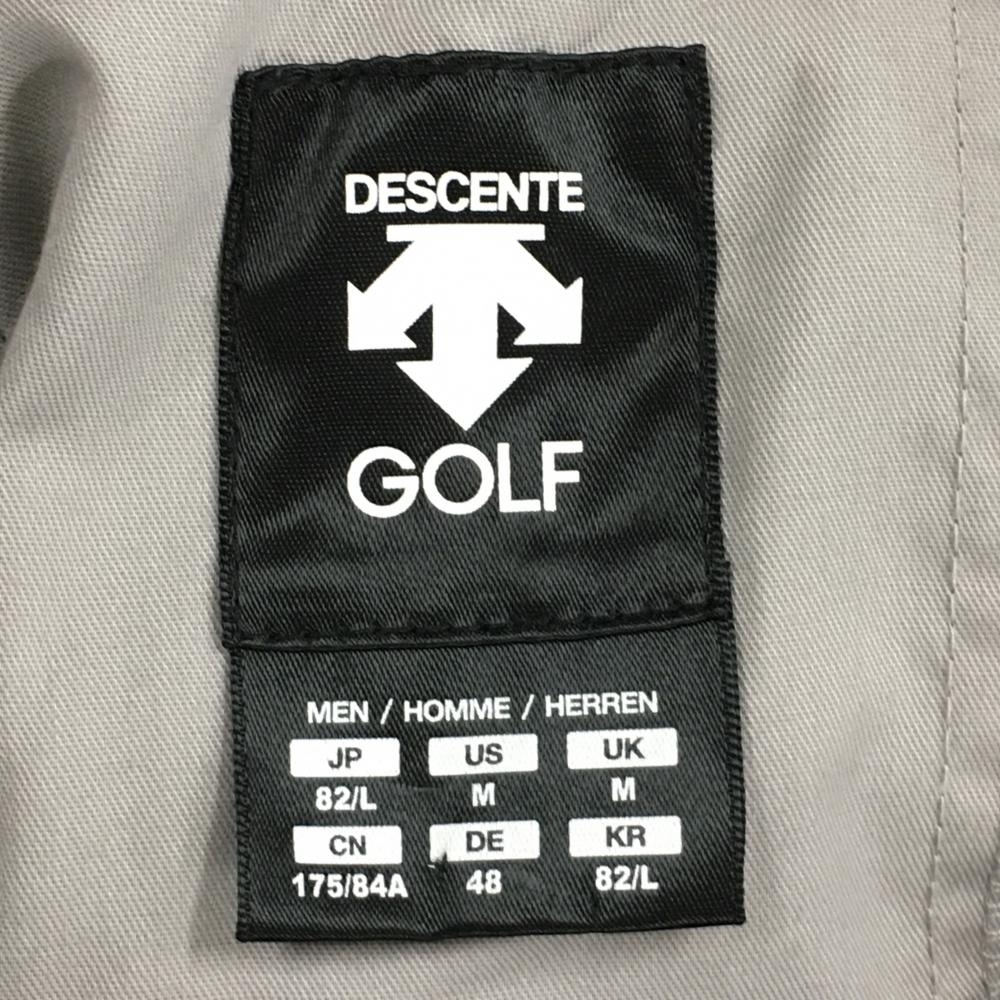 DESCENTE
GOLF
MEN / HOMME / HERREN
JP US UK
82/L M M
CN DE KR
175/84A 48 82/L